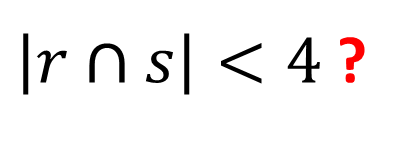 |r ∩ s| < 4 ?